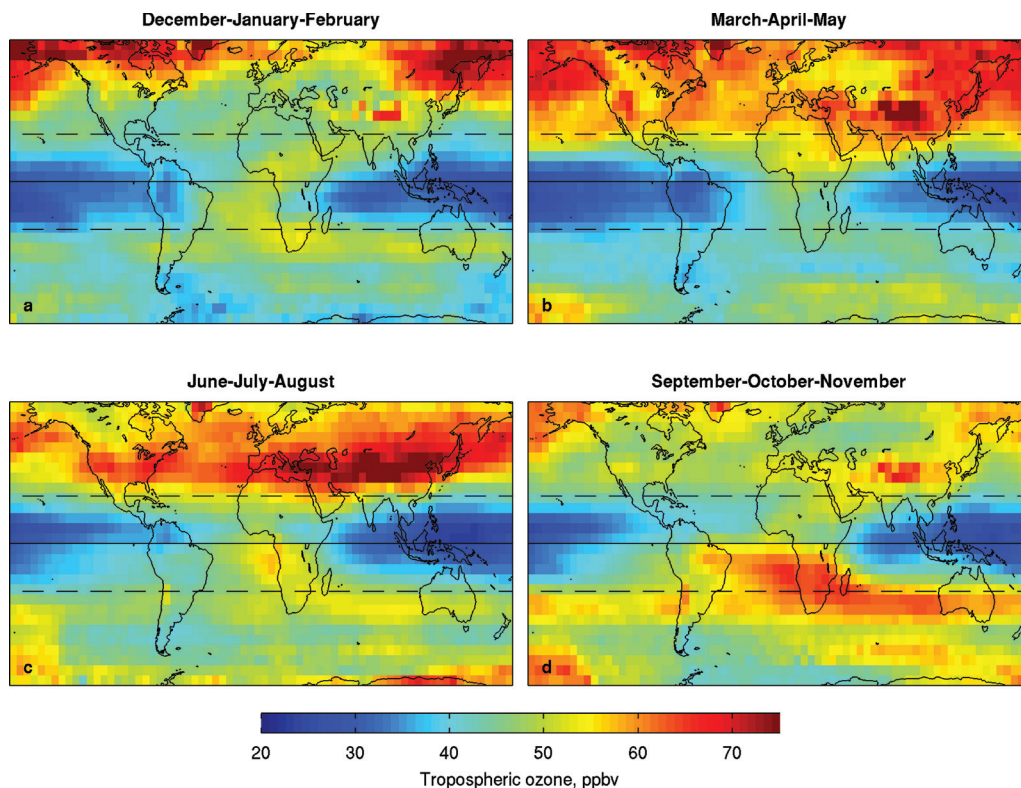 December-January-February
March-April-May
a
b
June-July-August
September-October-November
c
d
20 30 40 50 60 70
Tropospheric ozone, ppbv